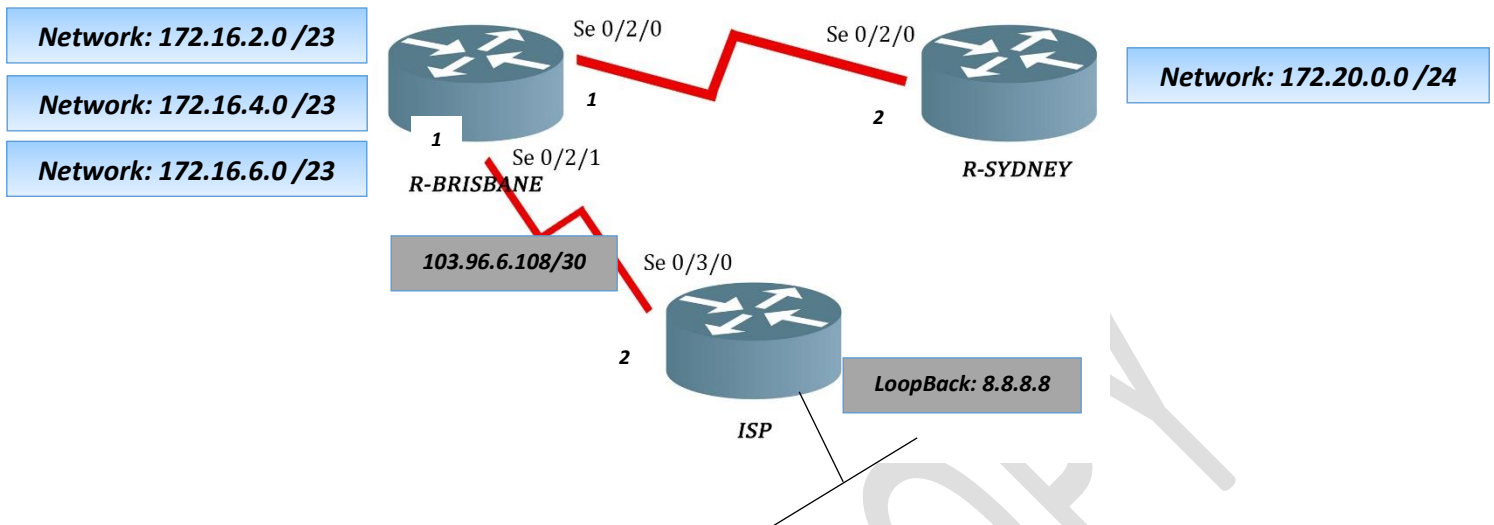 Network: 172.16.2.0 /23
Network: 172.16.4.0 /23
Network: 172.16.6.0 /23
Se 0/2/0
1
1
Se 0/2/1
R-BRISBANE
Se 0/2/0
2
R-SYDNEY
Network: 172.20.0.0 /24
103.96.6.108/30
Se 0/3/0
2
LoopBack: 8.8.8.8
ISP